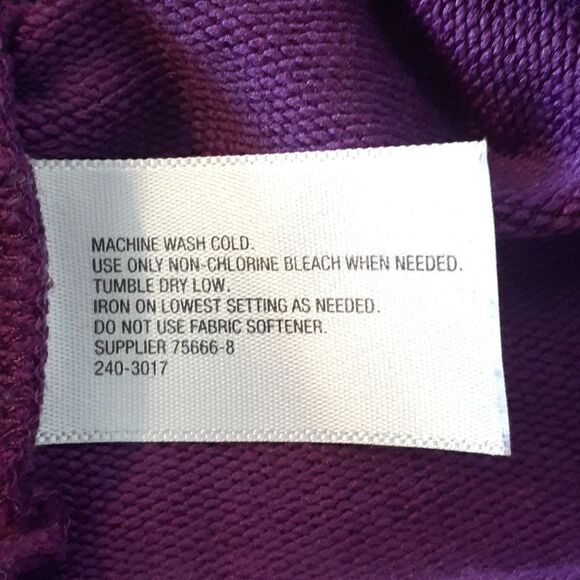 MACHINE WASH COLD.
USE ONLY NON-CHLORINE BLEACH WHEN NEEDED.
TUMBLE DRY LOW.
IRON ON LOWEST SETTING AS NEEDED.
DO NOT USE FABRIC SOFTENER.
SUPPLIER 75666-8
240-3017